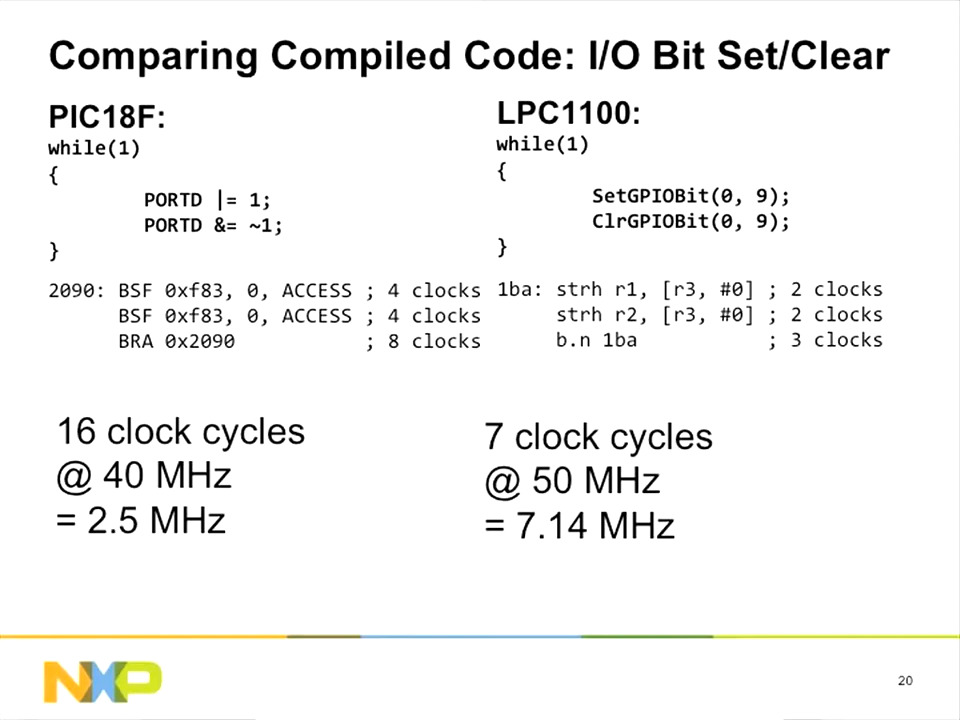 Comparing Compiled Code: I/O Bit Set/Clear
PIC18F:
while(1)
{
PORTD |= 1;
PORTD &= ~1;
}
2090: BSF 0xf83, 0, ACCESS ; 4 clocks
BSF 0xf83, 0, ACCESS ; 4 clocks
BRA 0x2090 ; 8 clocks
16 clock cycles
@ 40 MHz
= 2.5 MHz
LPC1100:
while(1)
{
SetGPIOBit(0, 9);
ClrGPIOBit(0, 9);
}
1ba: strh r1, [r3, #0] ; 2 clocks
strh r2, [r3, #0] ; 2 clocks
b.n 1ba ; 3 clocks
7 clock cycles
@ 50 MHz
= 7.14 MHz
NXP
20